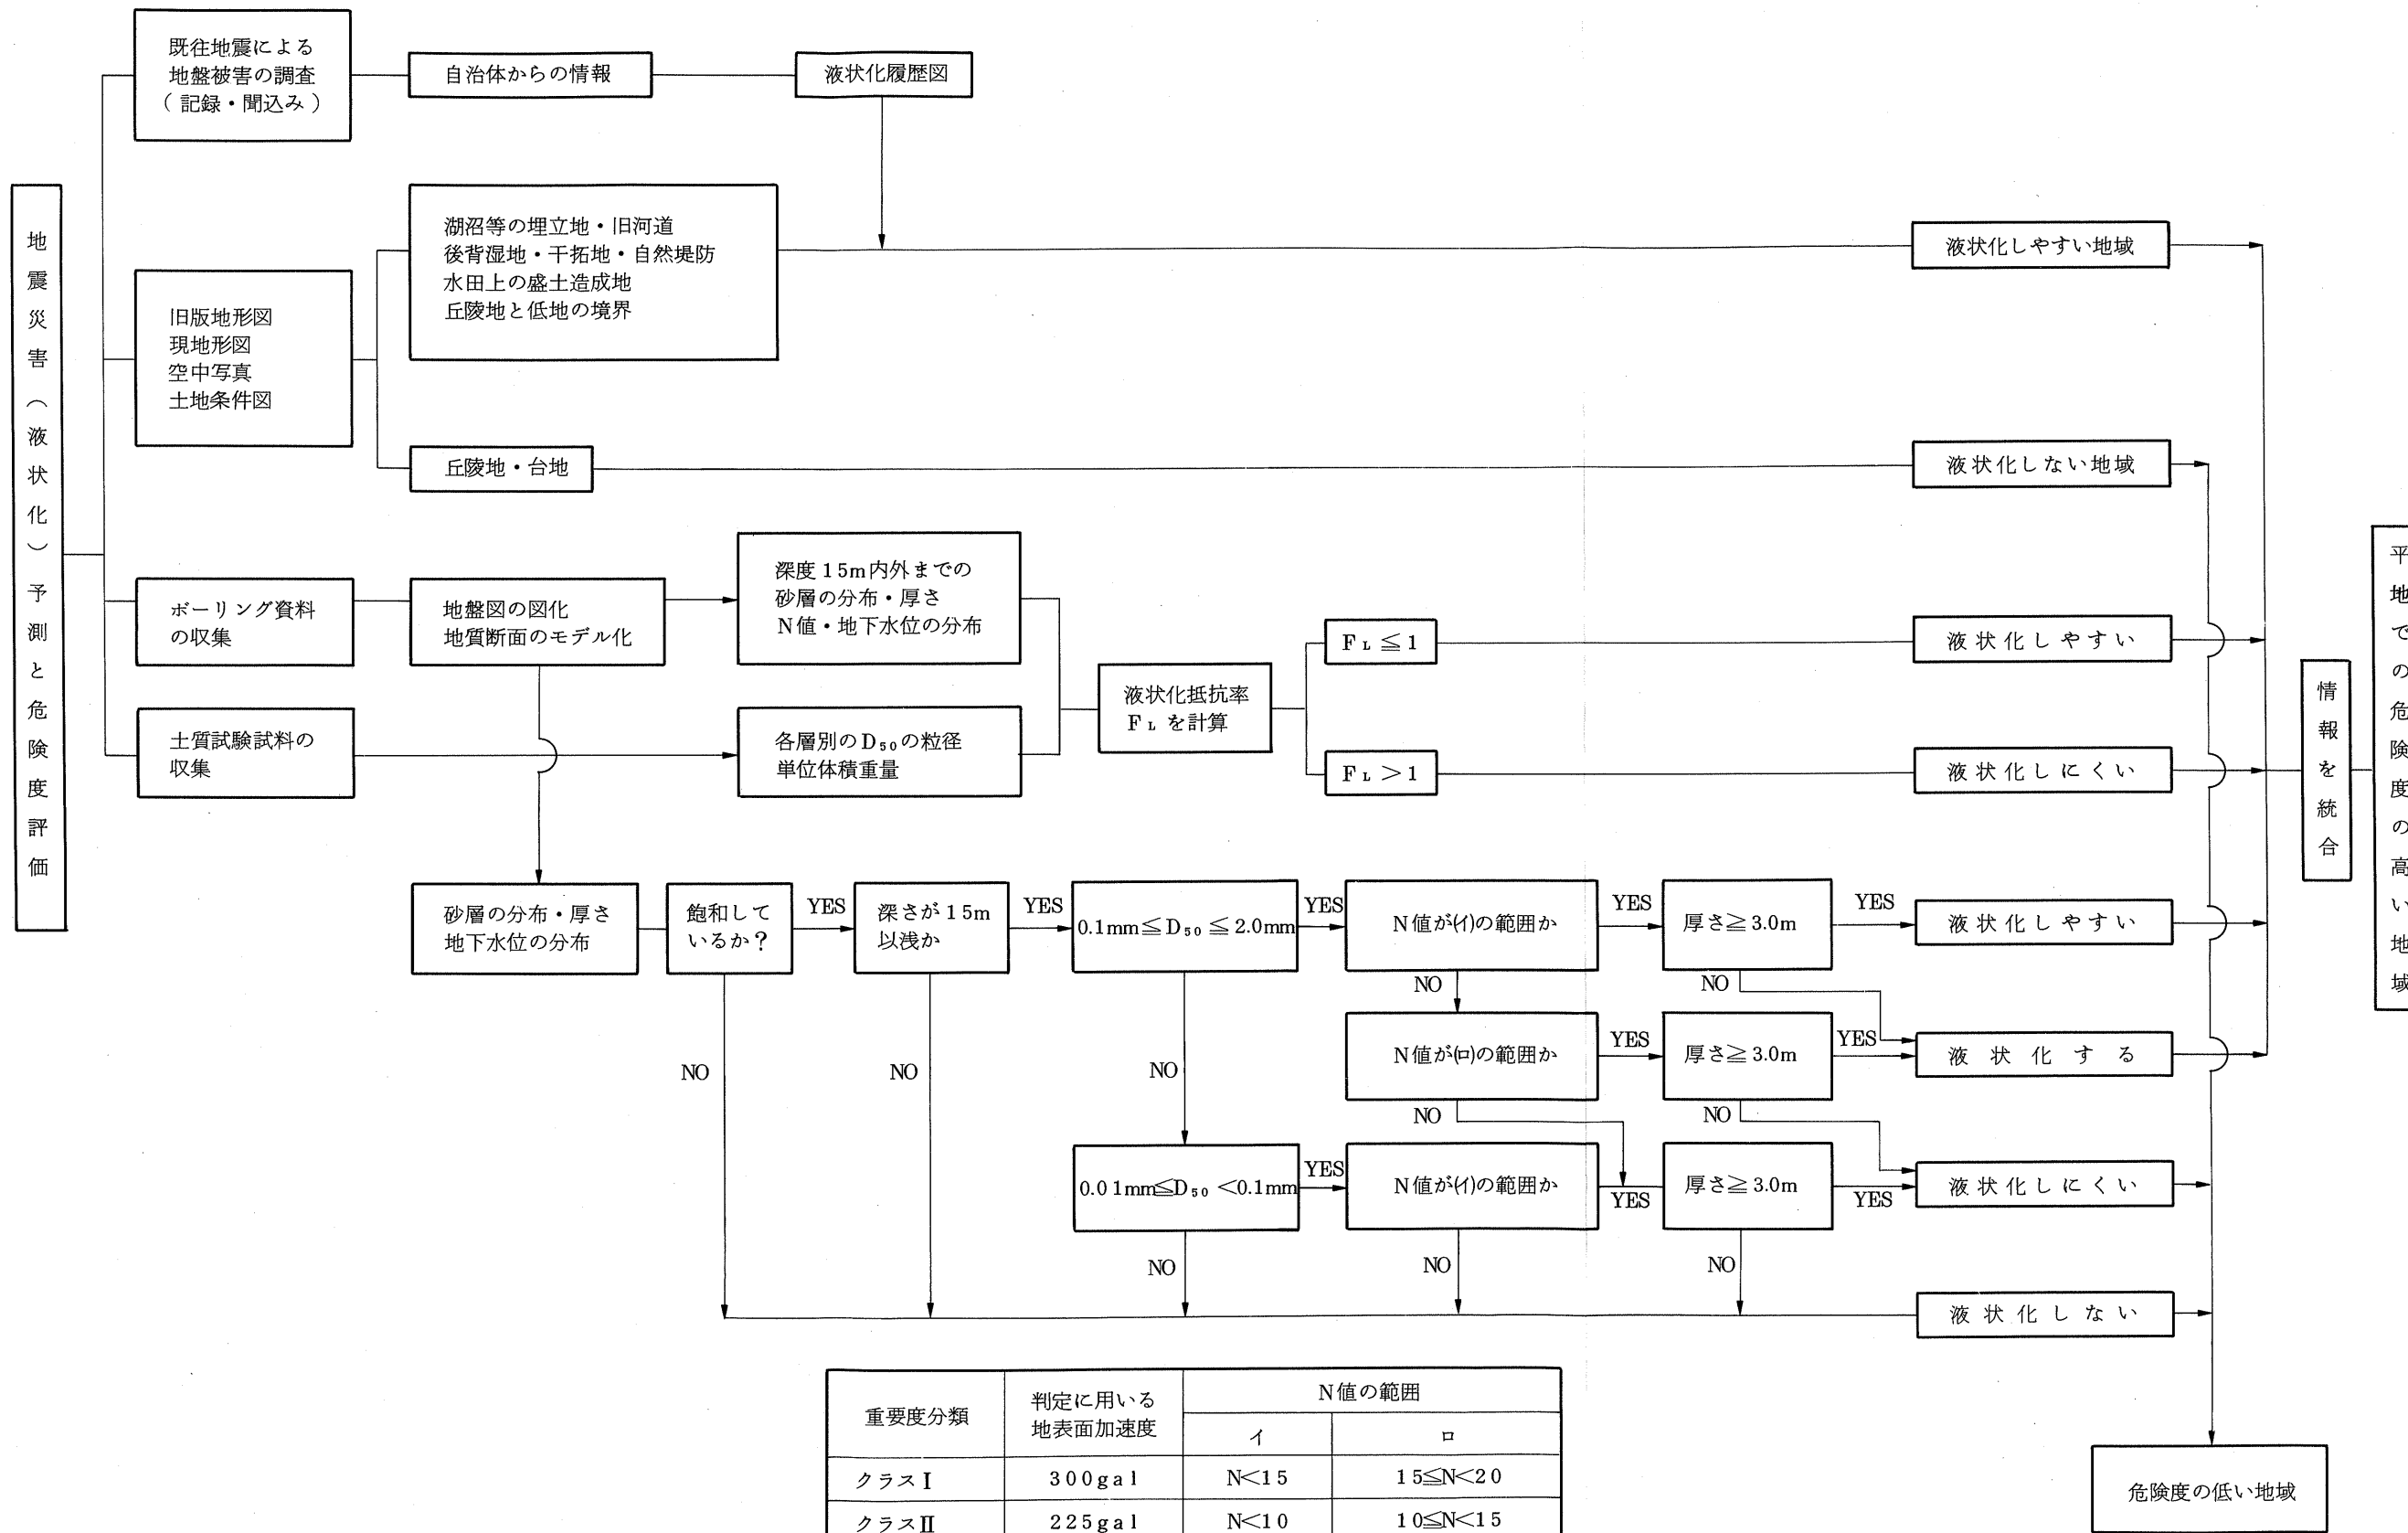 地震災害（液状化）予測と危険度評価
既往地震による
地盤被害の調査
（記録・聞込み）
自治体からの情報
液状化履歴図
旧版地形図
現地形図
空中写真
土地条件図
湖沼等の埋立地・旧河道
後背湿地・干拓地・自然堤防
水田上の盛土造成地
丘陵地と低地の境界
液状化しやすい地域
丘陵地・台地
液状化しない地域
ボーリング資料
の収集
地盤図の図化
地質断面のモデル化
深度15m内外までの
砂層の分布・厚さ
N値・地下水位の分布
土質試験試料の
収集
各層別のD₅₀の粒径
単位体積重量
液状化抵抗率
FLを計算
FL≦1
液状化しやすい
FL>1
液状化しにくい
砂層の分布・厚さ
地下水位の分布
飽和して
いるか？
YES
深さが15m
以浅か
YES
0.1mm≦D₅₀≦2.0mm
YES
N値が(イ)の範囲か
YES
厚さ≧3.0m
YES
液状化しやすい
NO
NO
N値が(ロ)の範囲か
YES
厚さ≧3.0m
YES
液状化する
NO
NO
NO
NO
NO
0.01mm≦D₅₀<0.1mm
YES
N値が(イ)の範囲か
YES
厚さ≧3.0m
YES
液状化しにくい
NO
NO
NO
液状化しない
情報を統合
平地での危険度の高い地域
危険度の低い地域
重要度分類
判定に用いる
地表面加速度
N値の範囲
イ
ロ
クラスⅠ
300gal
N<15
15≦N<20
クラスⅡ
225gal
N<10
10≦N<15